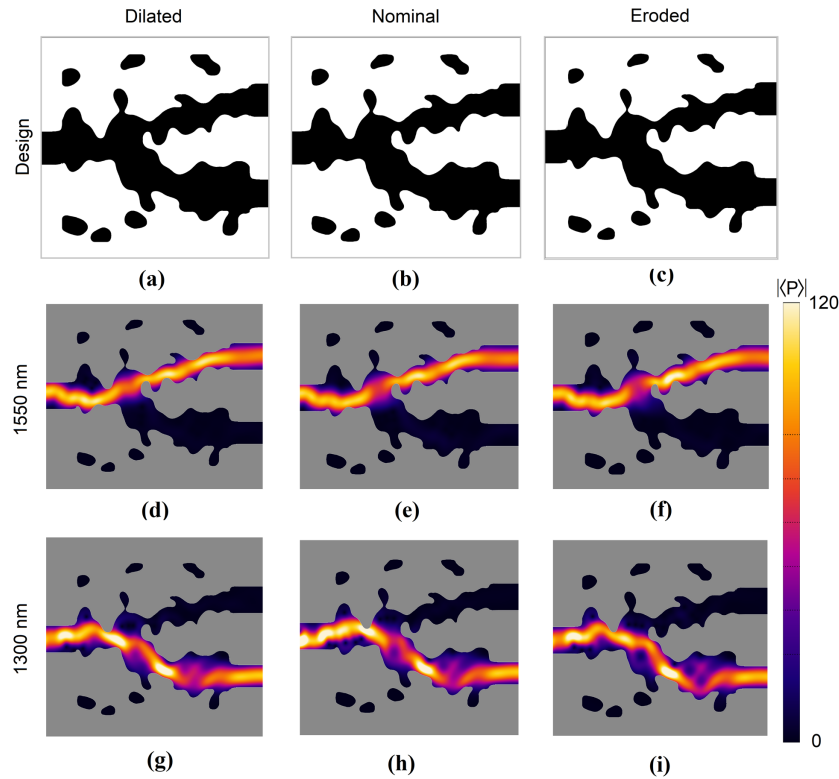 Dilated Nominal Eroded
Design
(a) (b) (c)
|⟨P⟩|
120
1550 nm
(d) (e) (f)
1300 nm
0
(g) (h) (i)